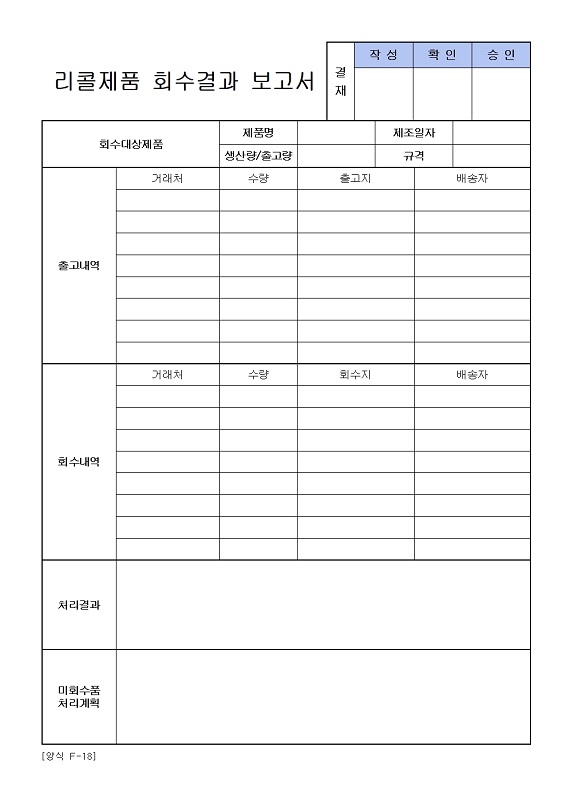 리콜제품 회수결과 보고서
결재
작 성 확 인 승 인
회수대상제품
제품명 제조일자
생산량/출고량 규격
출고내역
거래처 수량 출고지 배송자
회수내역
거래처 수량 회수지 배송자
처리결과
미회수품
처리계획
[양식 F-18]